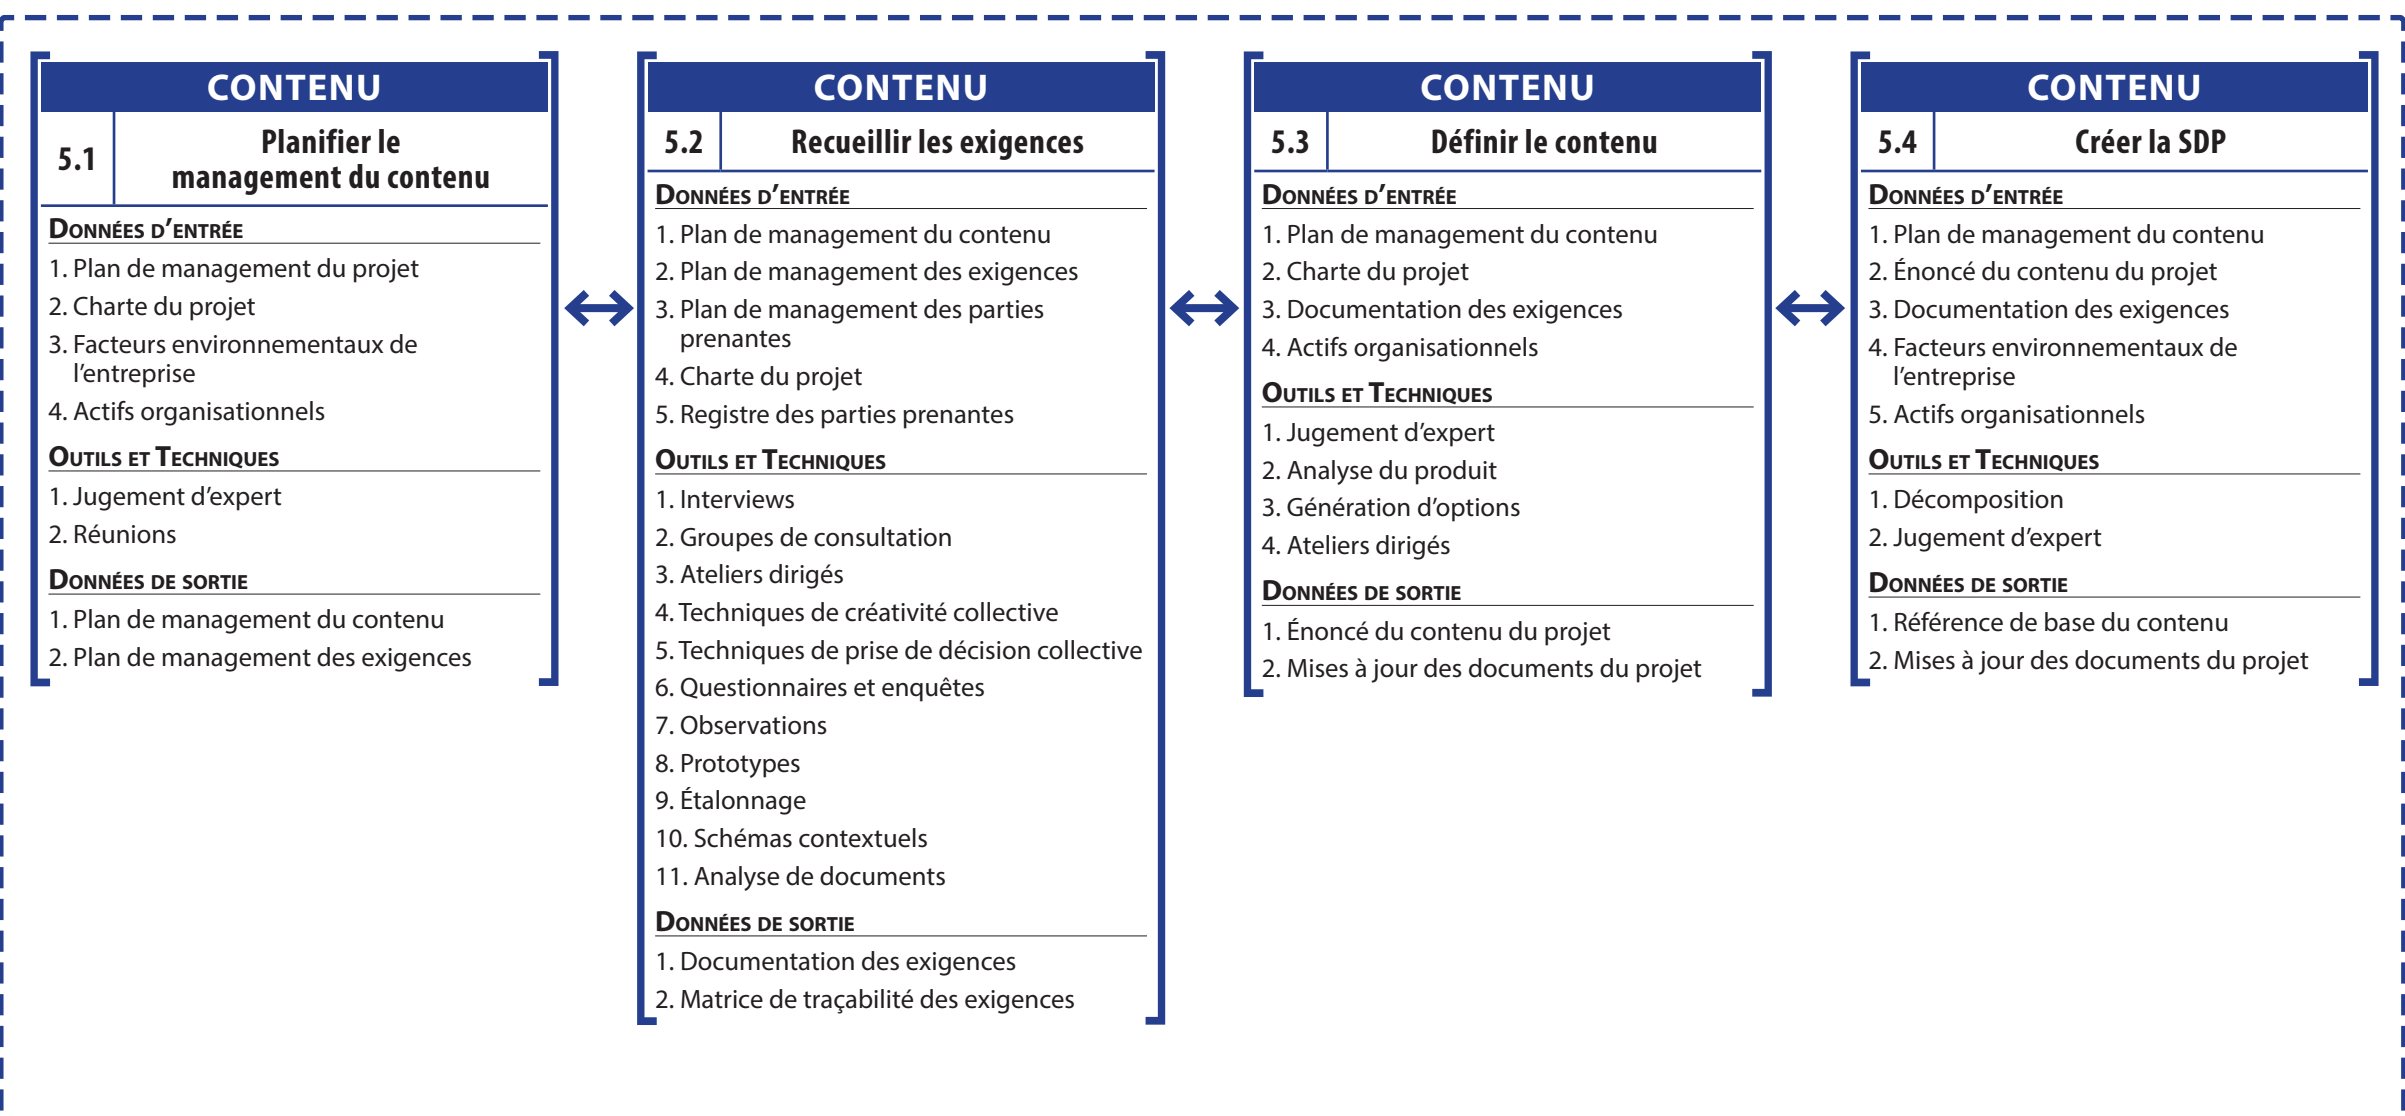 CONTENU
5.1 Planifier le
management du contenu
DONNÉES D'ENTRÉE
1. Plan de management du projet
2. Charte du projet
3. Facteurs environnementaux de
l'entreprise
4. Actifs organisationnels
OUTILS ET TECHNIQUES
1. Jugement d'expert
2. Réunions
DONNÉES DE SORTIE
1. Plan de management du contenu
2. Plan de management des exigences
CONTENU
5.2 Recueillir les exigences
DONNÉES D'ENTRÉE
1. Plan de management du contenu
2. Plan de management des exigences
3. Plan de management des parties
prenantes
4. Charte du projet
5. Registre des parties prenantes
OUTILS ET TECHNIQUES
1. Interviews
2. Groupes de consultation
3. Ateliers dirigés
4. Techniques de créativité collective
5. Techniques de prise de décision collective
6. Questionnaires et enquêtes
7. Observations
8. Prototypes
9. Étalonnage
10. Schémas contextuels
11. Analyse de documents
DONNÉES DE SORTIE
1. Documentation des exigences
2. Matrice de traçabilité des exigences
CONTENU
5.3 Définir le contenu
DONNÉES D'ENTRÉE
1. Plan de management du contenu
2. Charte du projet
3. Documentation des exigences
4. Actifs organisationnels
OUTILS ET TECHNIQUES
1. Jugement d'expert
2. Analyse du produit
3. Génération d'options
4. Ateliers dirigés
DONNÉES DE SORTIE
1. Énoncé du contenu du projet
2. Mises à jour des documents du projet
CONTENU
5.4 Créer la SDP
DONNÉES D'ENTRÉE
1. Plan de management du contenu
2. Énoncé du contenu du projet
3. Documentation des exigences
4. Facteurs environnementaux de
l'entreprise
5. Actifs organisationnels
OUTILS ET TECHNIQUES
1. Décomposition
2. Jugement d'expert
DONNÉES DE SORTIE
1. Référence de base du contenu
2. Mises à jour des documents du projet